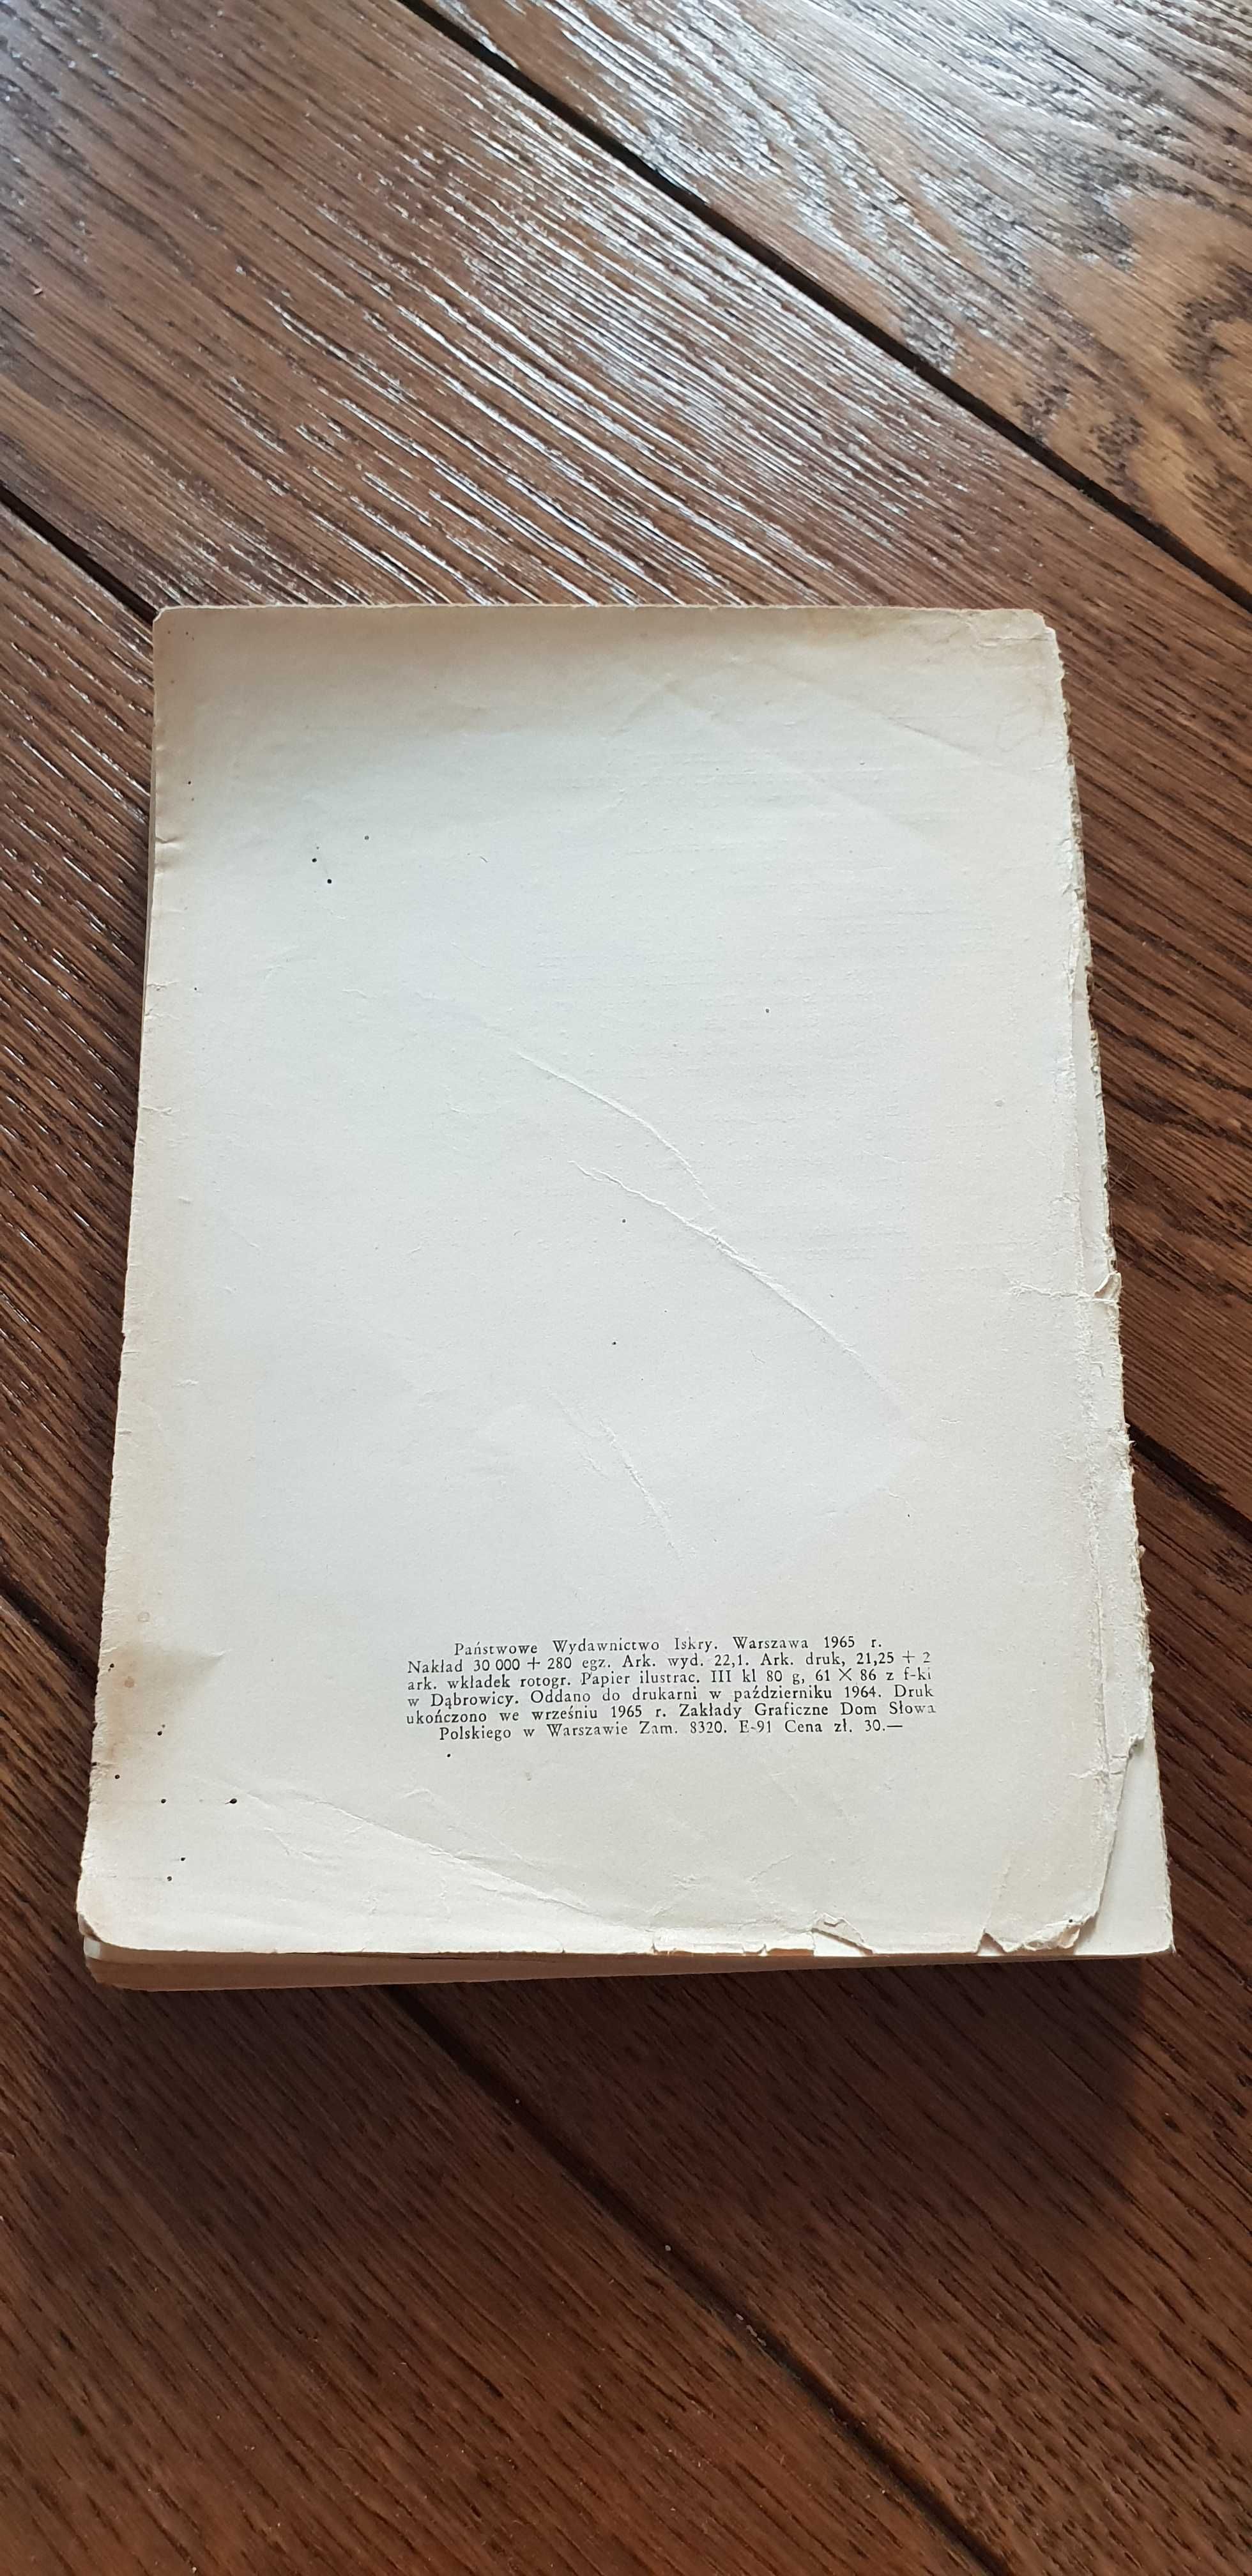 Państwowe Wydawnictwo Iskry. Warszawa 1965 r.
Nakład 30 000 + 280 egz. Ark. wyd. 22,1. Ark. druk, 21,25 + 2
ark. wkładek rotogr. Papier ilustrac. III kl 80 g, 61 × 86 z f-ki
w Dąbrowicy. Oddano do drukarni w październiku 1964. Druk
ukończono we wrześniu 1965 r. Zakłady Graficzne Dom Słowa
Polskiego w Warszawie Zam. 8320. E-91 Cena zł. 30.—